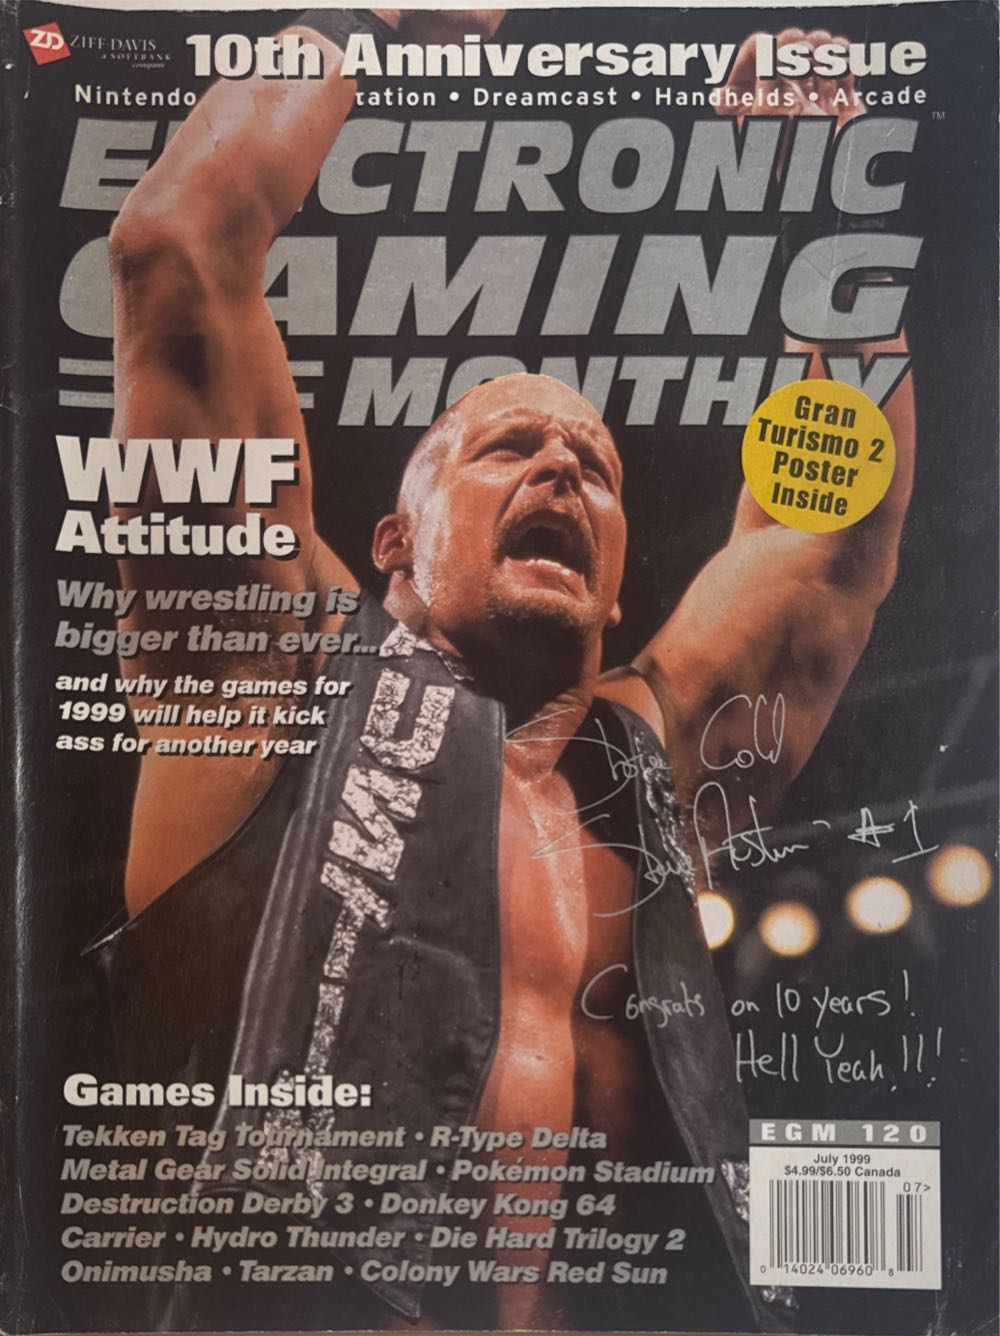 ZD ZIFF-DAVIS
a SOFTBANK
company
10th Anniversary Issue
Nintendo tation • Dreamcast • Handhelds • Arcade
ELECTRONIC™
GAMING
MONTHLY
Gran
Turismo 2
Poster
Inside
WWF
Attitude
Why wrestling is
bigger than ever...
and why the games for
1999 will help it kick
ass for another year
Stone Cold
Steve Austin #1
Congrats on 10 years!
Hell Yeah!!!
Games Inside:
Tekken Tag Tournament • R-Type Delta
Metal Gear Solid Integral • Pokémon Stadium
Destruction Derby 3 • Donkey Kong 64
Carrier • Hydro Thunder • Die Hard Trilogy 2
Onimusha • Tarzan • Colony Wars Red Sun
EGM 120
July 1999
$4.99/$6.50 Canada
07>
0 14024 06960 8